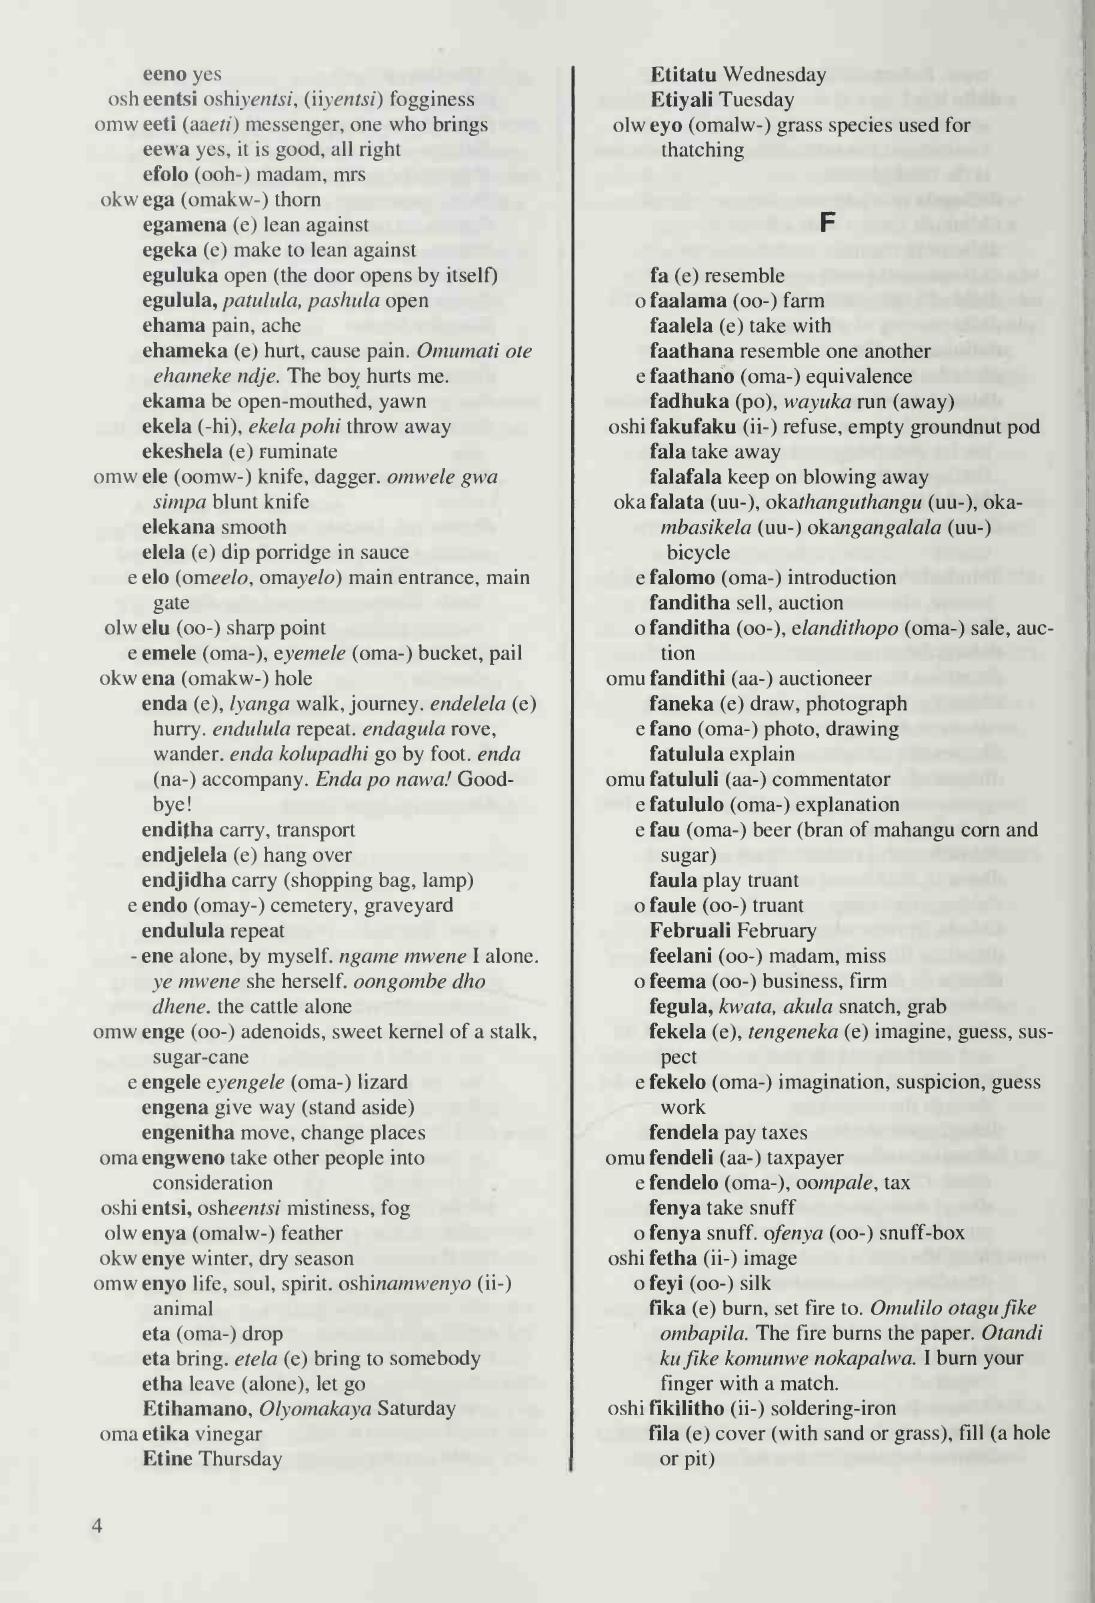 eeno yes
osh eentsi oshiyentsi, (iiyentsi) fogginess
omw eeti (aaeti) messenger, one who brings
eewa yes, it is good, all right
efolo (ooh-) madam, mrs
okw ega (omakw-) thorn
egamena (e) lean against
egeka (e) make to lean against
eguluka open (the door opens by itself)
egulula, patulula, pashula open
ehama pain, ache
ehameka (e) hurt, cause pain. Omumati ote
ehameke ndje. The boy hurts me.
ekama be open-mouthed, yawn
ekela (-hi), ekela pohi throw away
ekeshela (e) ruminate
omw ele (oomw-) knife, dagger. omwele gwa
simpa blunt knife
elekana smooth
elela (e) dip porridge in sauce
e elo (omeelo, omayelo) main entrance, main
gate
olw elu (oo-) sharp point
e emele (oma-), eyemele (oma-) bucket, pail
okw ena (omakw-) hole
enda (e), lyanga walk, journey. endelela (e)
hurry. endulula repeat. endagula rove,
wander. enda kolupadhi go by foot. enda
(na-) accompany. Enda po nawa! Good-
bye!
enditha carry, transport
endjelela (e) hang over
endjidha carry (shopping bag, lamp)
e endo (omay-) cemetery, graveyard
endulula repeat
- ene alone, by myself. ngame mwene I alone.
ye mwene she herself. oongombe dho
dhene. the cattle alone
omw enge (oo-) adenoids, sweet kernel of a stalk,
sugar-cane
e engele eyengele (oma-) lizard
engena give way (stand aside)
engenitha move, change places
oma engweno take other people into
consideration
oshi entsi, osheentsi mistiness, fog
olw enya (omalw-) feather
okw enye winter, dry season
omw enyo life, soul, spirit. oshinamwenyo (ii-)
animal
eta (oma-) drop
eta bring. etela (e) bring to somebody
etha leave (alone), let go
Etihamano, Olyomakaya Saturday
oma etika vinegar
Etine Thursday
4
Etitatu Wednesday
Etiyali Tuesday
olw eyo (omalw-) grass species used for
thatching
F
fa (e) resemble
o faalama (oo-) farm
faalela (e) take with
faathana resemble one another
e faathano (oma-) equivalence
fadhuka (po), wayuka run (away)
oshi fakufaku (ii-) refuse, empty groundnut pod
fala take away
falafala keep on blowing away
oka falata (uu-), okathanguthangu (uu-), oka-
mbasikela (uu-) okangangalala (uu-)
bicycle
e falomo (oma-) introduction
fanditha sell, auction
o fanditha (oo-), elandithopo (oma-) sale, auc-
tion
omu fandithi (aa-) auctioneer
faneka (e) draw, photograph
e fano (oma-) photo, drawing
fatulula explain
omu fatululi (aa-) commentator
e fatululo (oma-) explanation
e fau (oma-) beer (bran of mahangu corn and
sugar)
faula play truant
o faule (oo-) truant
Februali February
feelani (oo-) madam, miss
o feema (oo-) business, firm
fegula, kwata, akula snatch, grab
fekela (e), tengeneka (e) imagine, guess, sus-
pect
e fekelo (oma-) imagination, suspicion, guess
work
fendela pay taxes
omu fendeli (aa-) taxpayer
e fendelo (oma-), oompale, tax
fenya take snuff
o fenya snuff. ofenya (oo-) snuff-box
oshi fetha (ii-) image
o feyi (oo-) silk
fika (e) burn, set fire to. Omulilo otagu fike
ombapila. The fire burns the paper. Otandi
ku fike komunwe nokapalwa. I burn your
finger with a match.
oshi fikilitho (ii-) soldering-iron
fila (e) cover (with sand or grass), fill (a hole
or pit)